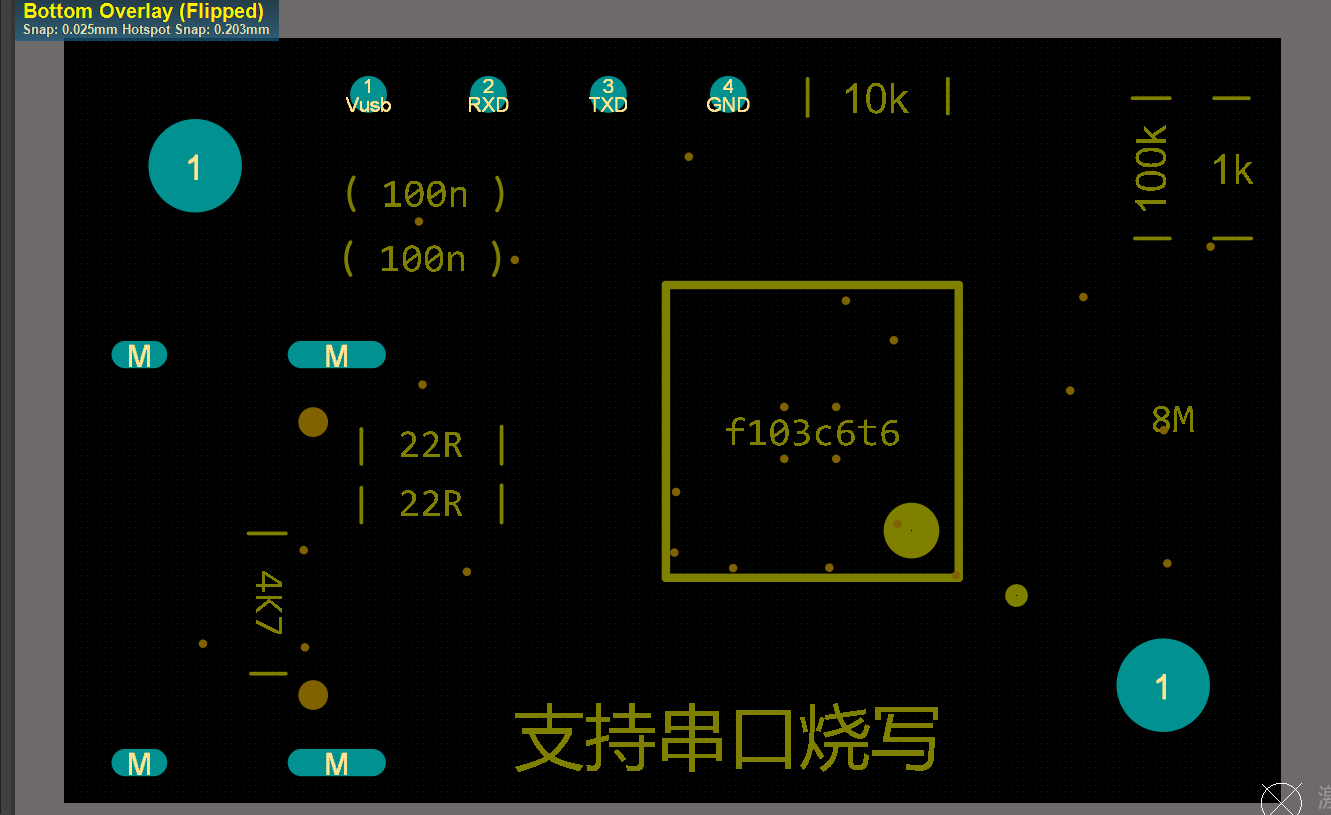 Bottom Overlay (Flipped)
Snap: 0.025mm Hotspot Snap: 0.203mm
1 2 3 4
Vusb RXD TXD GND
10k
1
100k
1k
( 100n )
( 100n )
M M
8M
f103c6t6
22R
22R
4K7
1
支持串口烧写
M M